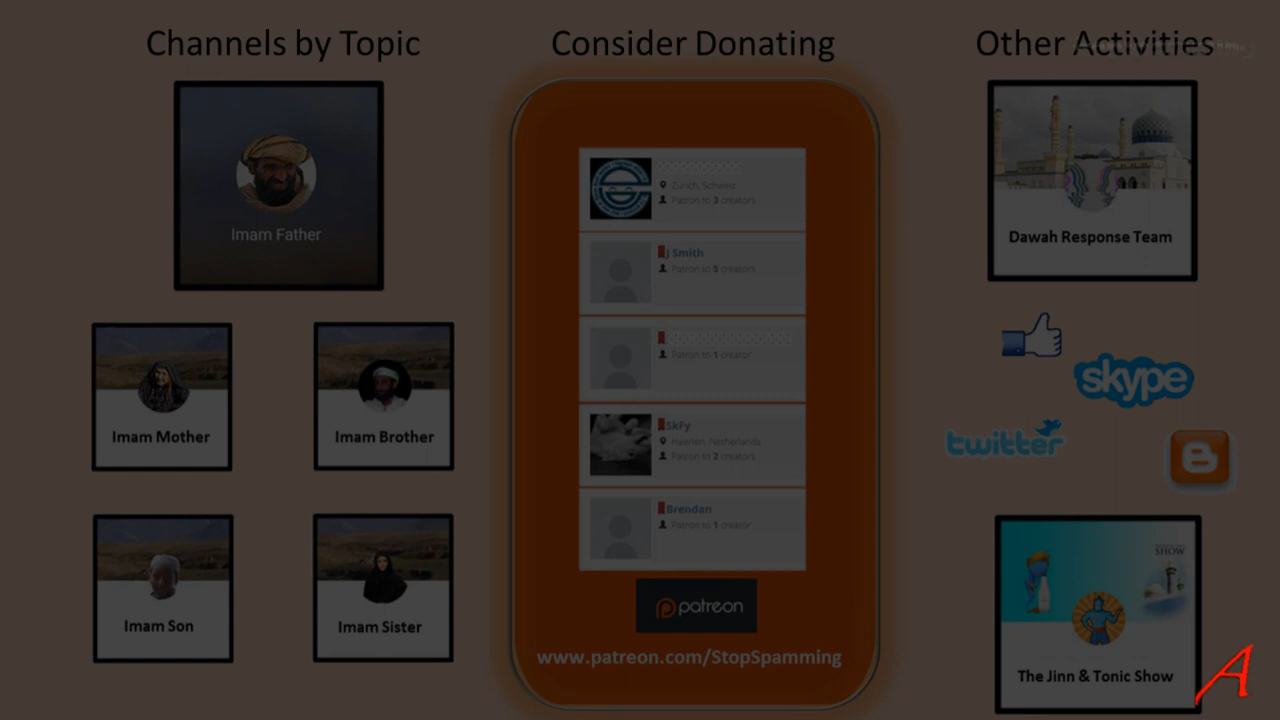 Channels by Topic
Consider Donating
Other Activities
Imam Father
Imam Mother
Imam Brother
Imam Son
Imam Sister
Zürich, Schweiz
Patron to 3 creators
J Smith
Patron to 5 creators
Patron to 1 creator
SkFy
Heerlen, Netherlands
Patron to 2 creators
Brendan
Patron to 1 creator
patreon
www.patreon.com/StopSpamming
Dawah Response Team
skype
twitter
SHOW
The Jinn & Tonic Show
A